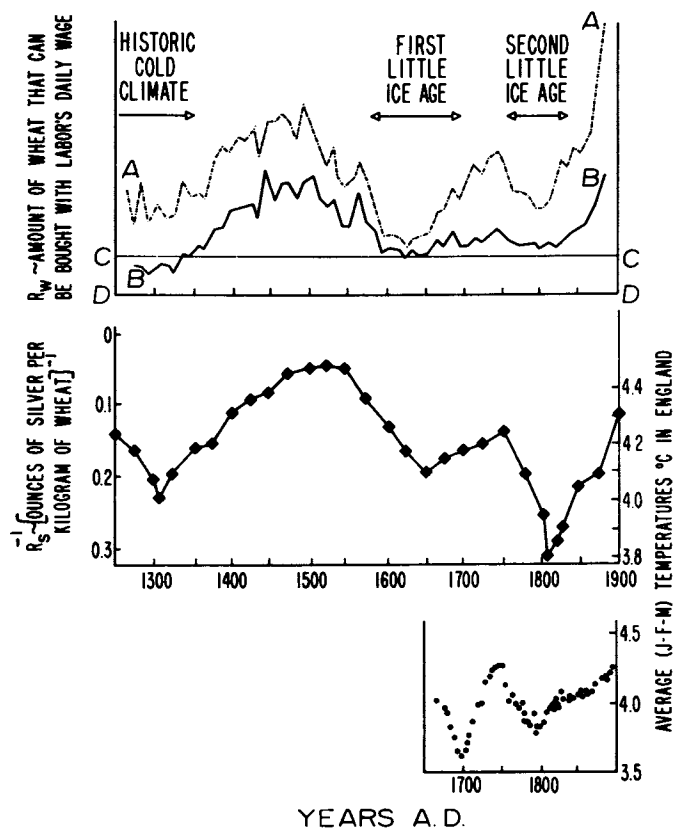 R_w ~AMOUNT OF WHEAT THAT CAN
BE BOUGHT WITH LABOR'S DAILY WAGE
HISTORIC
COLD
CLIMATE
FIRST
LITTLE
ICE AGE
SECOND
LITTLE
ICE AGE
A
A
B
B
C
C
D
D
R_s^-1 ~[OUNCES OF SILVER PER
KILOGRAM OF WHEAT]^-1
0
0.1
0.2
0.3
4.4
4.2
4.0
3.8
1300
1400
1500
1600
1700
1800
1900
AVERAGE (J-F-M) TEMPERATURES °C IN ENGLAND
4.5
4.0
3.5
1700
1800
YEARS A.D.